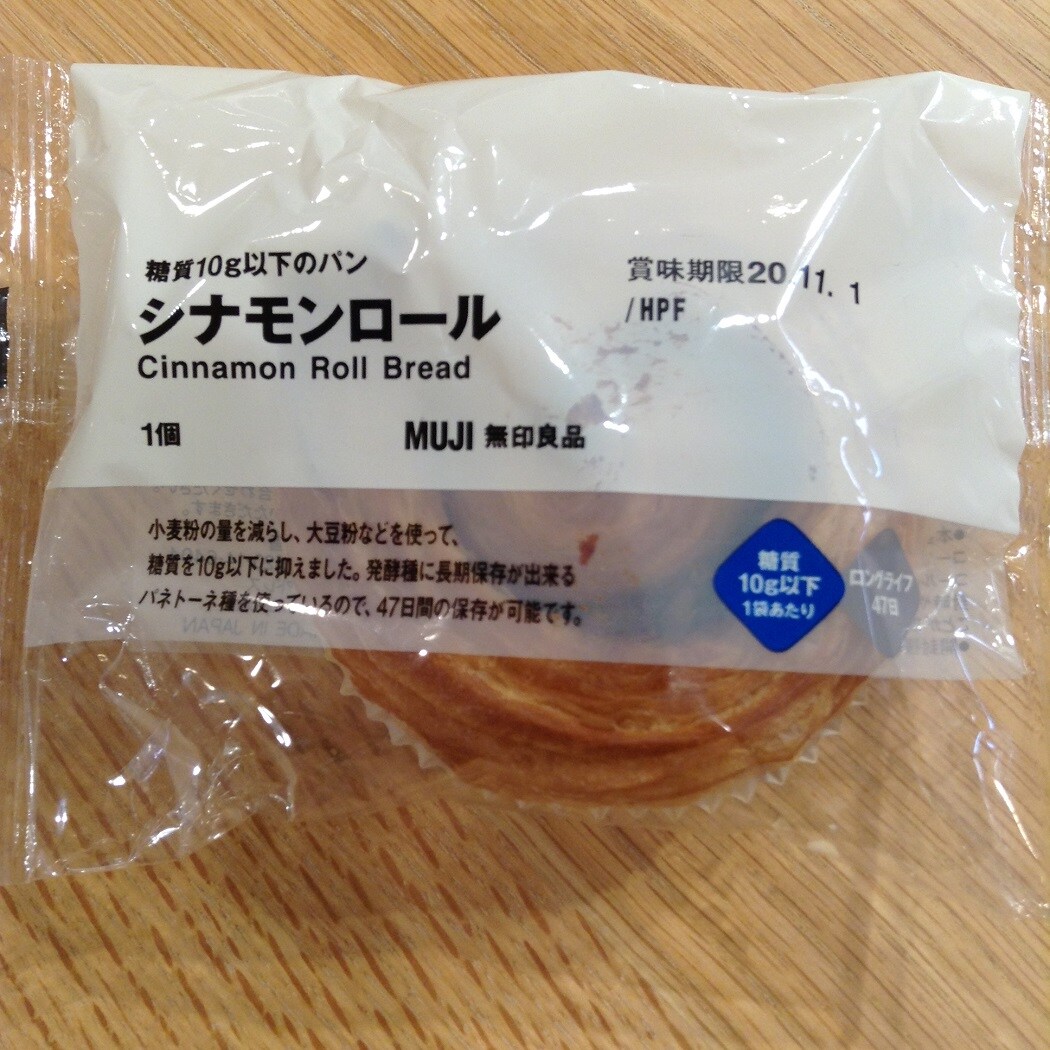 糖質10g以下のパン
シナモンロール
Cinnamon Roll Bread
1個
MUJI 無印良品
賞味期限20.11. 1
/HPF
小麦粉の量を減らし、大豆粉などを使って、
糖質を10g以下に抑えました。発酵種に長期保存が出来る
パネトーネ種を使っているので、47日間の保存が可能です。
糖質
10g以下
1袋あたり
ロングライフ
47日
MADE IN JAPAN